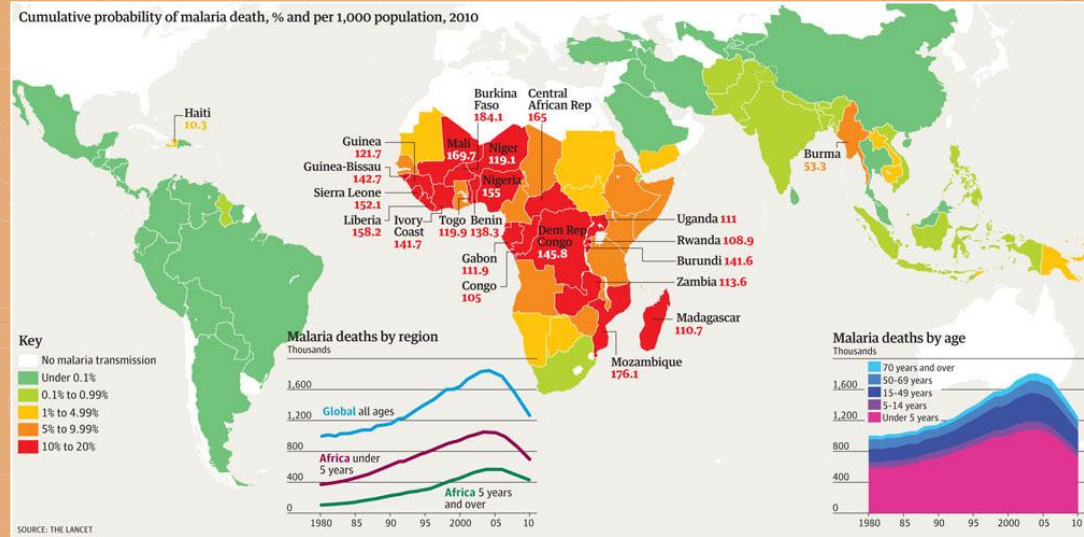 Cumulative probability of malaria death, % and per 1,000 population, 2010
Haiti
10.3
Burkina
Faso
184.1
Central
African Rep
165
Guinea
121.7
Mali
169.7
Niger
119.1
Guinea-Bissau
142.7
Nigeria
155
Sierra Leone
152.1
Liberia
158.2
Ivory
Coast
141.7
Togo
119.9
Benin
138.3
Dem Rep
Congo
145.8
Gabon
111.9
Congo
105
Uganda 111
Rwanda 108.9
Burundi 141.6
Zambia 113.6
Madagascar
110.7
Mozambique
176.1
Burma
53.3
Key
No malaria transmission
Under 0.1%
0.1% to 0.99%
1% to 4.99%
5% to 9.99%
10% to 20%
Malaria deaths by region
Thousands
1,600
1,200
800
400
0
Global all ages
Africa under
5 years
Africa 5 years
and over
1980 85 90 95 2000 05 10
Malaria deaths by age
Thousands
70 years and over
50-69 years
15-49 years
5-14 years
Under 5 years
1,600
1,200
800
400
0
1980 85 90 95 2000 05 10
SOURCE: THE LANCET